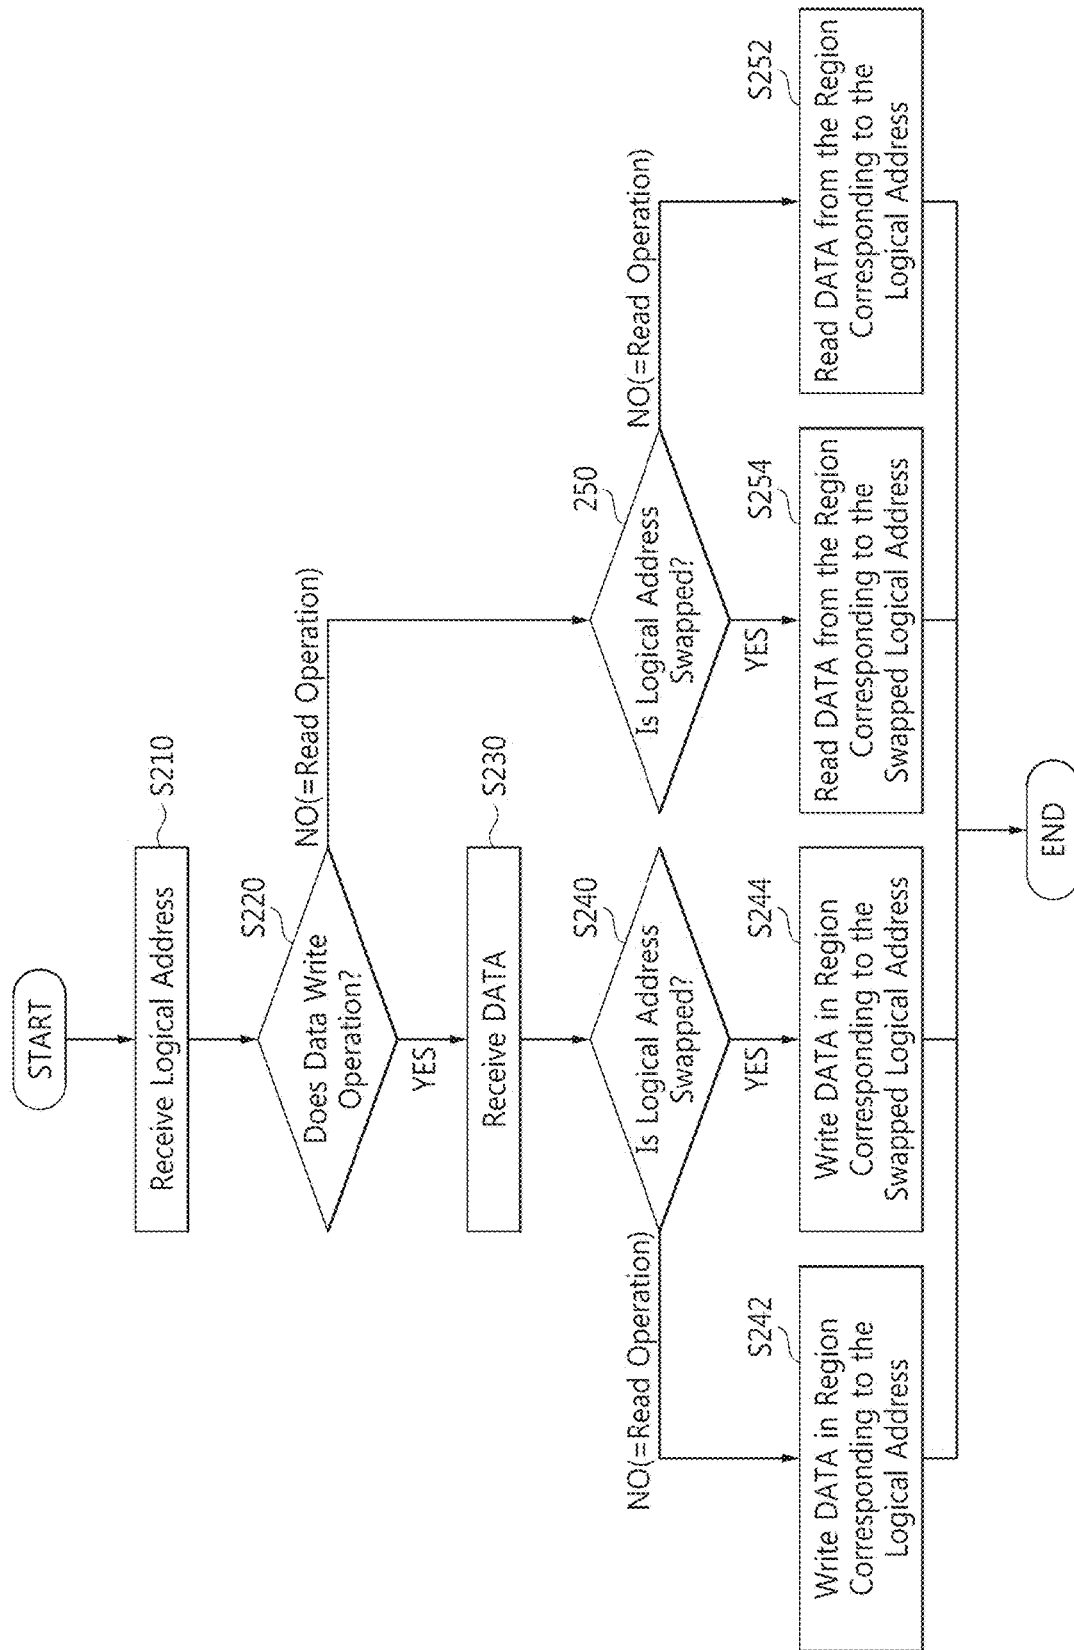 START
Receive Logical Address
S210
Does Data Write
Operation?
S220
NO(=Read Operation)
YES
Receive DATA
S230
Is Logical Address
Swapped?
S240
NO(=Read Operation)
YES
Is Logical Address
Swapped?
250
NO(=Read Operation)
YES
Write DATA in Region
Corresponding to the
Logical Address
S242
Write DATA in Region
Corresponding to the
Swapped Logical Address
S244
Read DATA from the Region
Corresponding to the
Swapped Logical Address
S254
Read DATA from the Region
Corresponding to the
Logical Address
S252
END